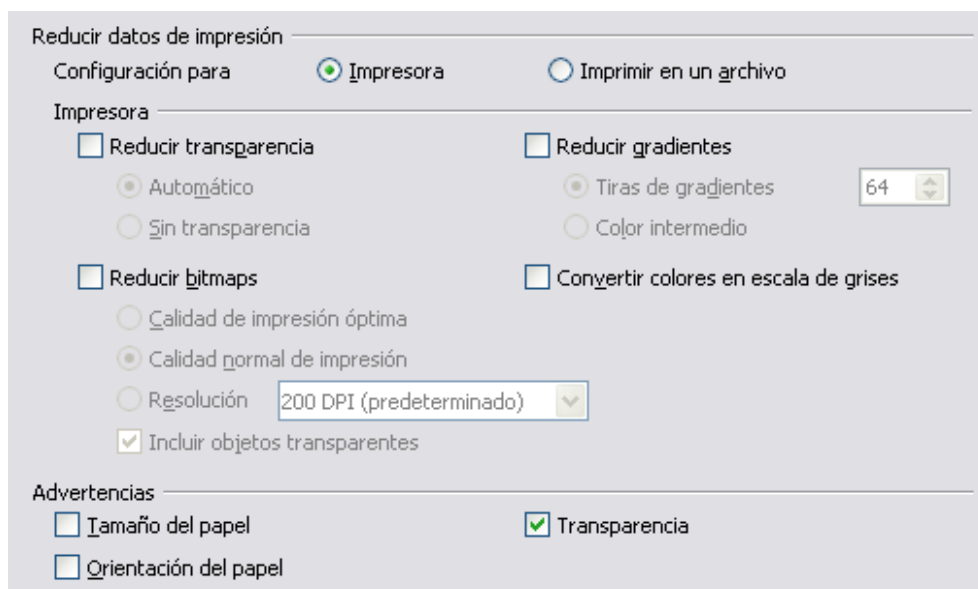 Reducir datos de impresión
Configuración para Impresora Imprimir en un archivo
Impresora
Reducir transparencia Reducir gradientes
Automático Tiras de gradientes 64
Sin transparencia Color intermedio
Reducir bitmaps Convertir colores en escala de grises
Calidad de impresión óptima
Calidad normal de impresión
Resolución 200 DPI (predeterminado)
Incluir objetos transparentes
Advertencias
Tamaño del papel Transparencia
Orientación del papel